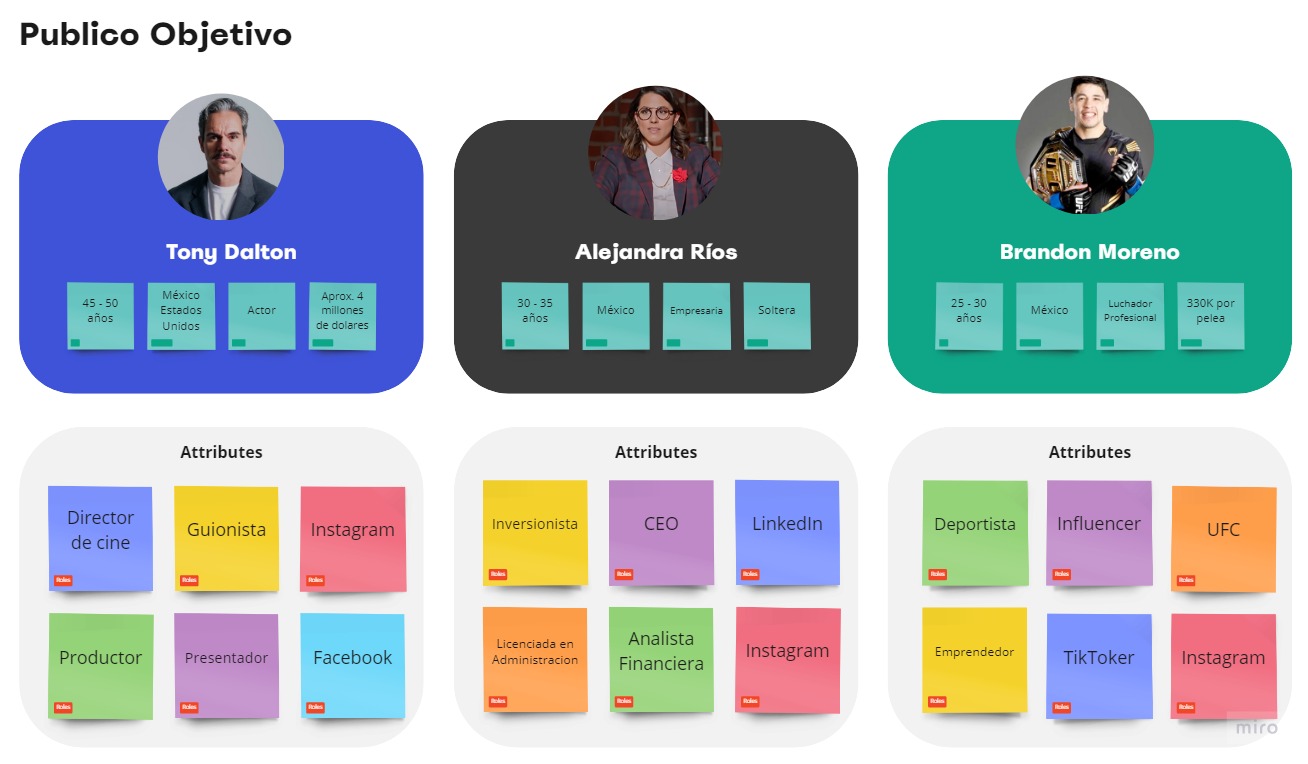 Publico Objetivo
Tony Dalton
45 - 50
años
México
Estados
Unidos
Actor
Aprox. 4
millones
de dolares
Alejandra Ríos
30 - 35
años
México
Empresaria
Soltera
UFC
Brandon Moreno
25 - 30
años
México
Luchador
Profesional
330K por
pelea
Attributes
Director
de cine
Roles
Guionista
Roles
Instagram
Roles
Productor
Roles
Presentador
Roles
Facebook
Roles
Attributes
Inversionista
Roles
CEO
Roles
LinkedIn
Roles
Licenciada en
Administracion
Roles
Analista
Financiera
Roles
Instagram
Roles
Attributes
Deportista
Roles
Influencer
Roles
UFC
Roles
Emprendedor
Roles
TikToker
Roles
Instagram
Roles
miro